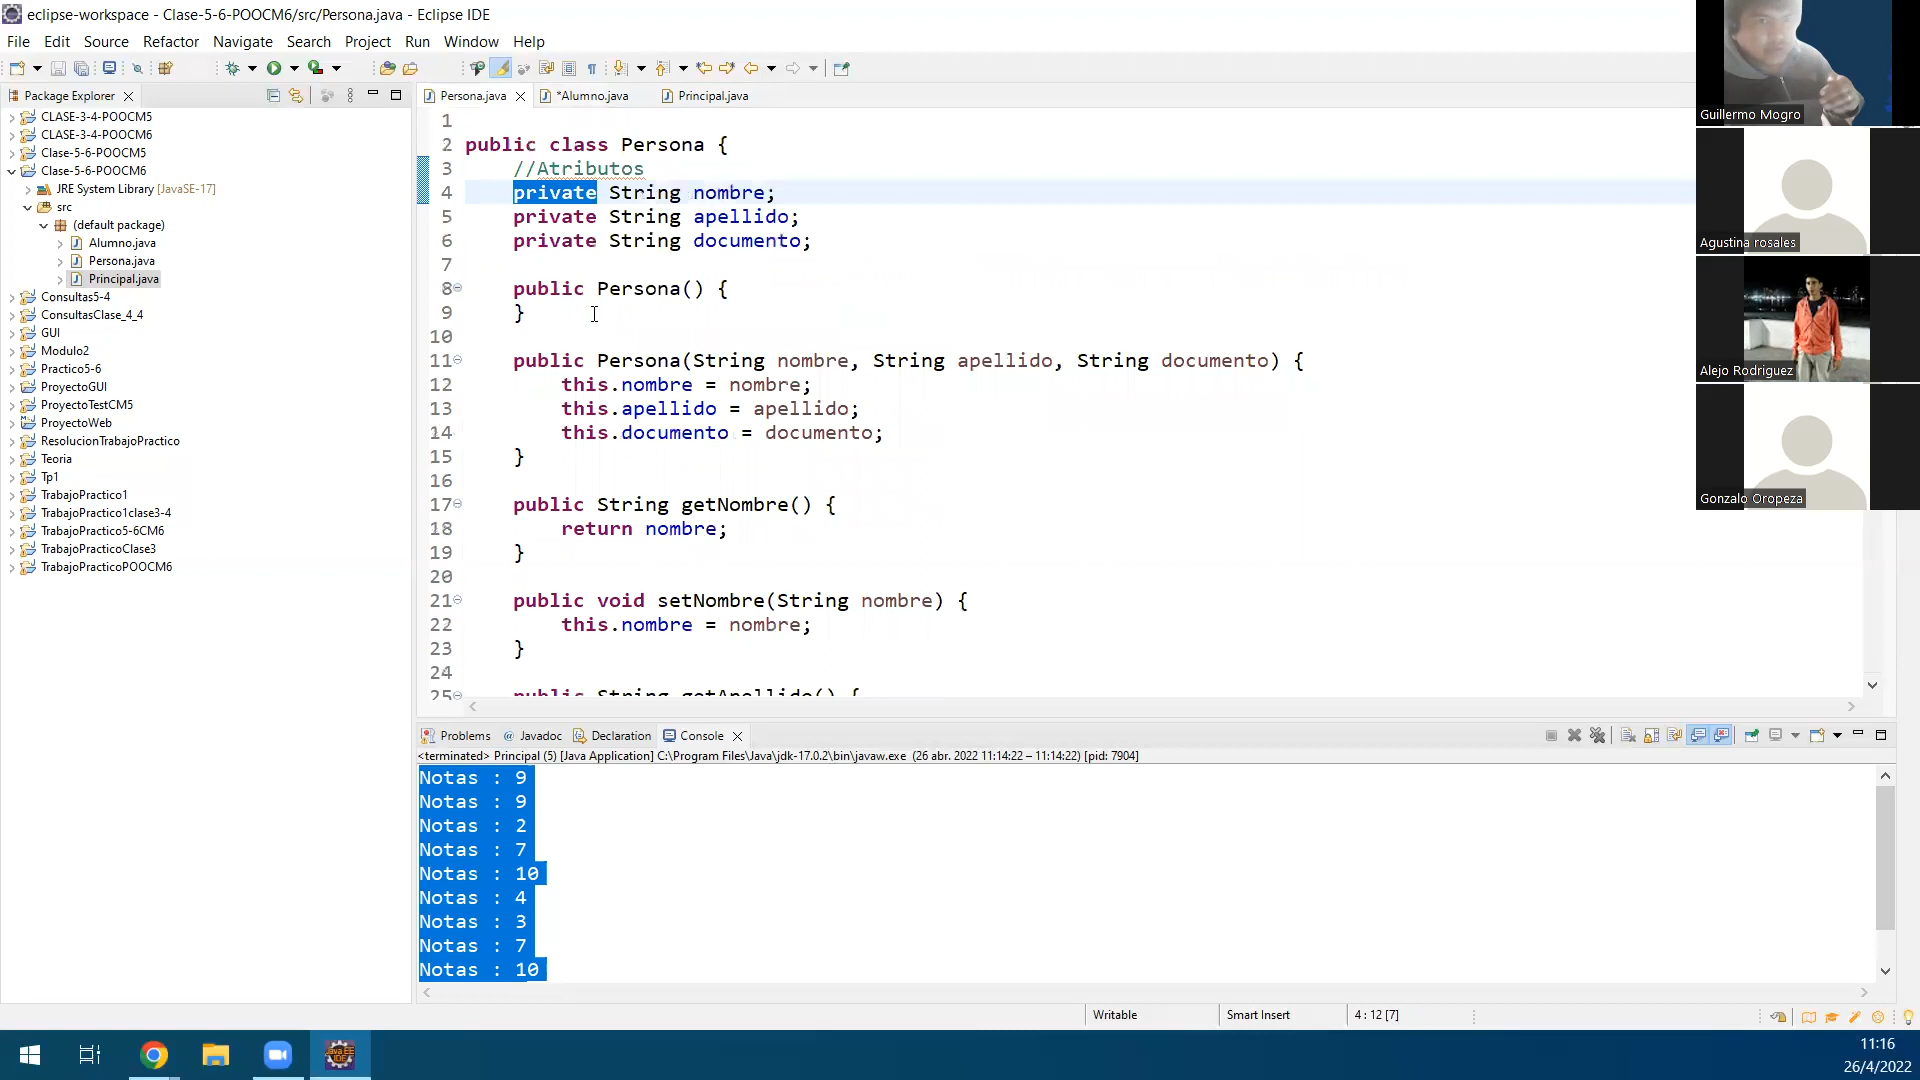 eclipse-workspace - Clase-5-6-POOCM6/src/Persona.java - Eclipse IDE
File Edit Source Refactor Navigate Search Project Run Window Help
Package Explorer
CLASE-3-4-POOCM5
CLASE-3-4-POOCM6
Clase-5-6-POOCM5
Clase-5-6-POOCM6
JRE System Library [JavaSE-17]
src
(default package)
Alumno.java
Persona.java
Principal.java
Consultas5-4
ConsultasClase_4_4
GUI
Modulo2
Practico5-6
ProyectoGUI
ProyectoTestCM5
ProyectoWeb
ResolucionTrabajoPractico
Teoria
Tp1
TrabajoPractico1
TrabajoPractico1clase3-4
TrabajoPractico5-6CM6
TrabajoPracticoClase3
TrabajoPracticoPOOCM6
Persona.java *Alumno.java Principal.java
1
2 public class Persona {
3 //Atributos
4 private String nombre;
5 private String apellido;
6 private String documento;
7
8 public Persona() {
9 }
10
11 public Persona(String nombre, String apellido, String documento) {
12 this.nombre = nombre;
13 this.apellido = apellido;
14 this.documento = documento;
15 }
16
17 public String getNombre() {
18 return nombre;
19 }
20
21 public void setNombre(String nombre) {
22 this.nombre = nombre;
23 }
24
25 public String getApellido() {
Guillermo Mogro
Agustina rosales
Alejo Rodriguez
Gonzalo Oropeza
Problems @ Javadoc Declaration Console
<terminated> Principal (5) [Java Application] C:\Program Files\Java\jdk-17.0.2\bin\javaw.exe (26 abr. 2022 11:14:22 – 11:14:22) [pid: 7904]
Notas : 9
Notas : 9
Notas : 2
Notas : 7
Notas : 10
Notas : 4
Notas : 3
Notas : 7
Notas : 10
Writable Smart Insert 4 : 12 [7]
Java EE
IDE
11:16
26/4/2022